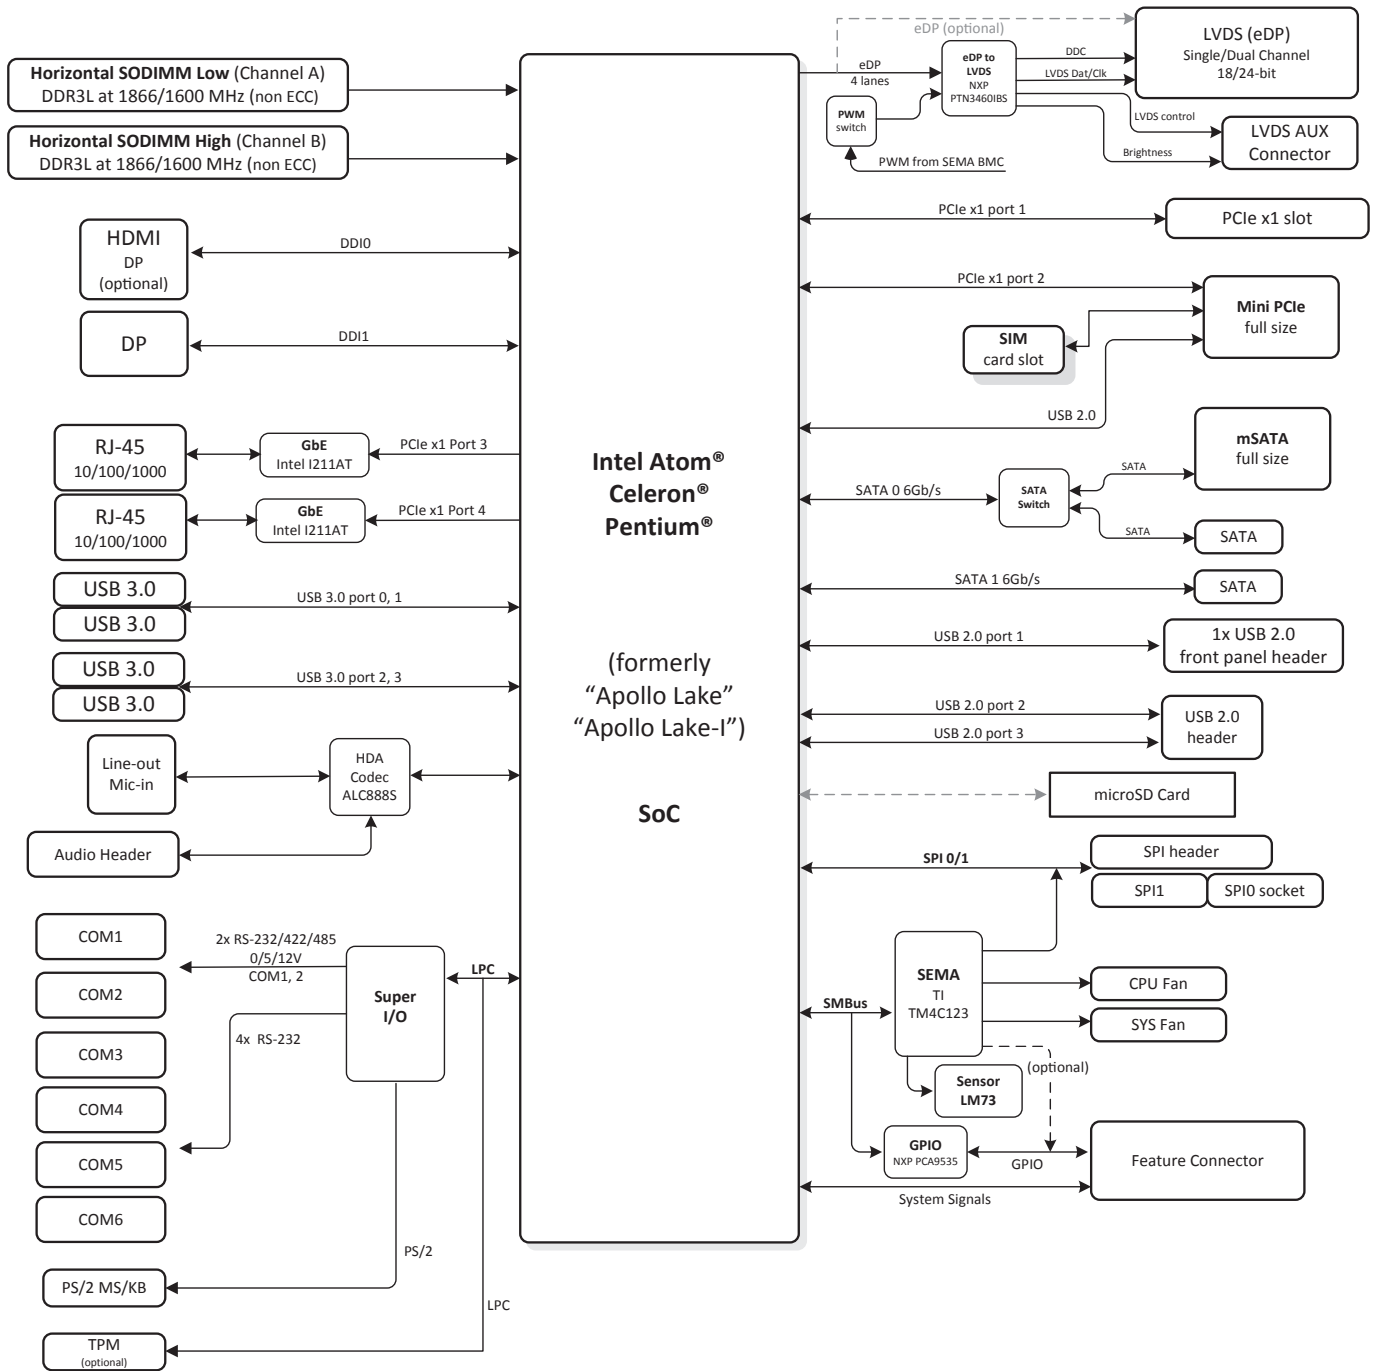 Horizontal SODIMM Low (Channel A)
DDR3L at 1866/1600 MHz (non ECC)
Horizontal SODIMM High (Channel B)
DDR3L at 1866/1600 MHz (non ECC)
HDMI
DP
(optional)
DDI0
DP
DDI1
RJ-45
10/100/1000
GbE
Intel I211AT
PCIe x1 Port 3
RJ-45
10/100/1000
GbE
Intel I211AT
PCIe x1 Port 4
USB 3.0
USB 3.0
USB 3.0 port 0, 1
USB 3.0
USB 3.0
USB 3.0 port 2, 3
Line-out
Mic-in
HDA
Codec
ALC888S
Audio Header
COM1
COM2
COM3
COM4
COM5
COM6
2x RS-232/422/485
0/5/12V
COM1, 2
4x RS-232
Super
I/O
LPC
PS/2
PS/2 MS/KB
LPC
TPM
(optional)
Intel Atom®
Celeron®
Pentium®
(formerly
“Apollo Lake”
“Apollo Lake-I”)
SoC
eDP (optional)
eDP
4 lanes
eDP to
LVDS
NXP
PTN3460IBS
PWM
switch
PWM from SEMA BMC
DDC
LVDS Dat/Clk
LVDS control
Brightness
LVDS (eDP)
Single/Dual Channel
18/24-bit
LVDS AUX
Connector
PCIe x1 port 1
PCIe x1 slot
PCIe x1 port 2
Mini PCIe
full size
SIM
card slot
USB 2.0
mSATA
full size
SATA 0 6Gb/s
SATA
Switch
SATA
SATA
SATA
SATA 1 6Gb/s
SATA
USB 2.0 port 1
1x USB 2.0
front panel header
USB 2.0 port 2
USB 2.0 port 3
USB 2.0
header
microSD Card
SPI 0/1
SPI header
SPI1
SPI0 socket
SEMA
TI
TM4C123
SMBus
CPU Fan
SYS Fan
(optional)
Sensor
LM73
GPIO
NXP PCA9535
GPIO
Feature Connector
System Signals